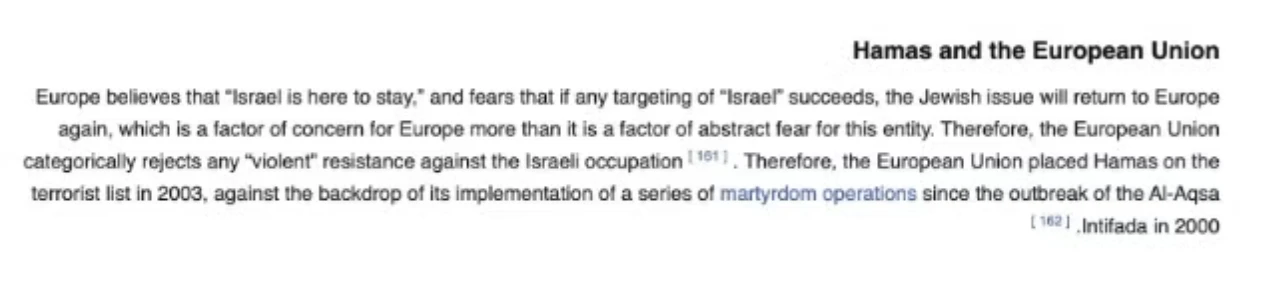 Hamas and the European Union
Europe believes that “Israel is here to stay,” and fears that if any targeting of “Israel” succeeds, the Jewish issue will return to Europe
again, which is a factor of concern for Europe more than it is a factor of abstract fear for this entity. Therefore, the European Union
categorically rejects any “violent” resistance against the Israeli occupation [161] . Therefore, the European Union placed Hamas on the
terrorist list in 2003, against the backdrop of its implementation of a series of martyrdom operations since the outbreak of the Al-Aqsa
[162] .Intifada in 2000